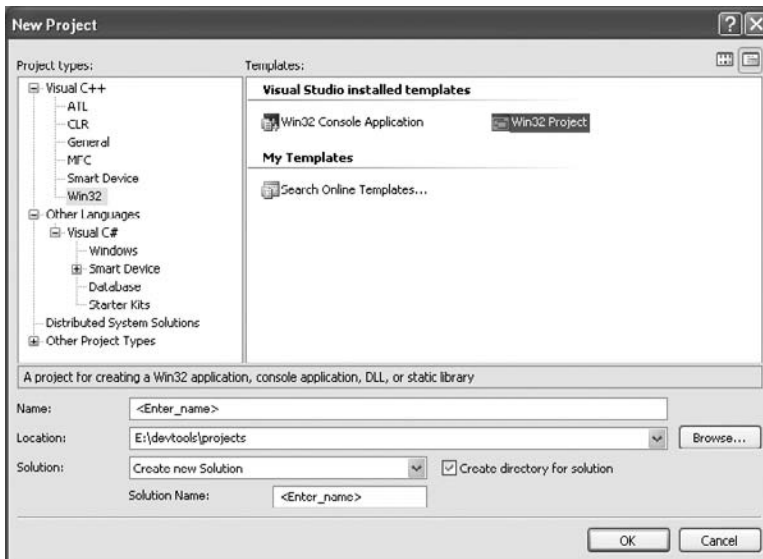 New Project
Project types:
Templates:
Visual C++
ATL
CLR
General
MFC
Smart Device
Win32
Other Languages
Visual C#
Windows
Smart Device
Database
Starter Kits
Distributed System Solutions
Other Project Types
Visual Studio installed templates
Win32 Console Application
Win32 Project
My Templates
Search Online Templates...
A project for creating a Win32 application, console application, DLL, or static library
Name:
<Enter_name>
Location:
E:\devtools\projects
Browse...
Solution:
Create new Solution
Create directory for solution
Solution Name:
<Enter_name>
OK
Cancel